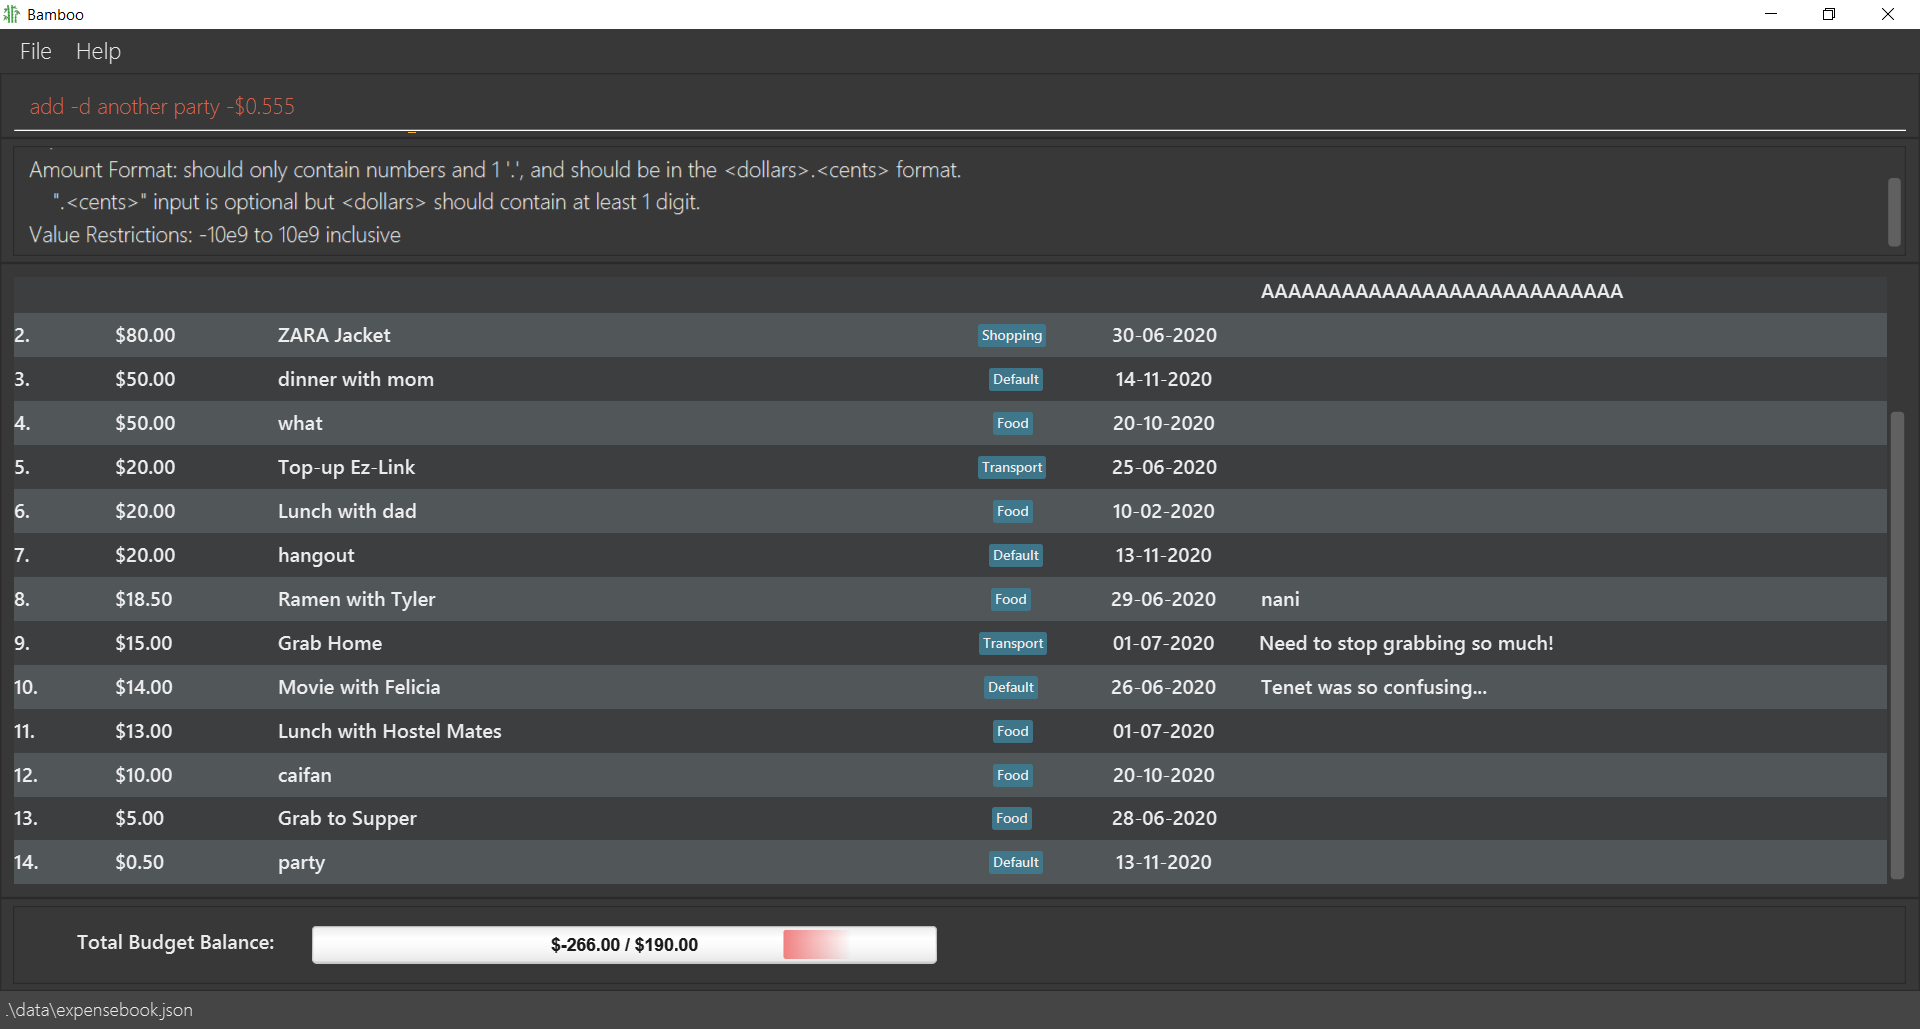 Bamboo
File Help
add -d another party -$0.555
Amount Format: should only contain numbers and 1 '.', and should be in the <dollars>.<cents> format.
".<cents>" input is optional but <dollars> should contain at least 1 digit.
Value Restrictions: -10e9 to 10e9 inclusive
AAAAAAAAAAAAAAAAAAAAAAAAAAA
2. $80.00 ZARA Jacket Shopping 30-06-2020
3. $50.00 dinner with mom Default 14-11-2020
4. $50.00 what Food 20-10-2020
5. $20.00 Top-up Ez-Link Transport 25-06-2020
6. $20.00 Lunch with dad Food 10-02-2020
7. $20.00 hangout Default 13-11-2020
8. $18.50 Ramen with Tyler Food 29-06-2020 nani
9. $15.00 Grab Home Transport 01-07-2020 Need to stop grabbing so much!
10. $14.00 Movie with Felicia Default 26-06-2020 Tenet was so confusing...
11. $13.00 Lunch with Hostel Mates Food 01-07-2020
12. $10.00 caifan Food 20-10-2020
13. $5.00 Grab to Supper Food 28-06-2020
14. $0.50 party Default 13-11-2020
Total Budget Balance: $-266.00 / $190.00
.\data\expensebook.json